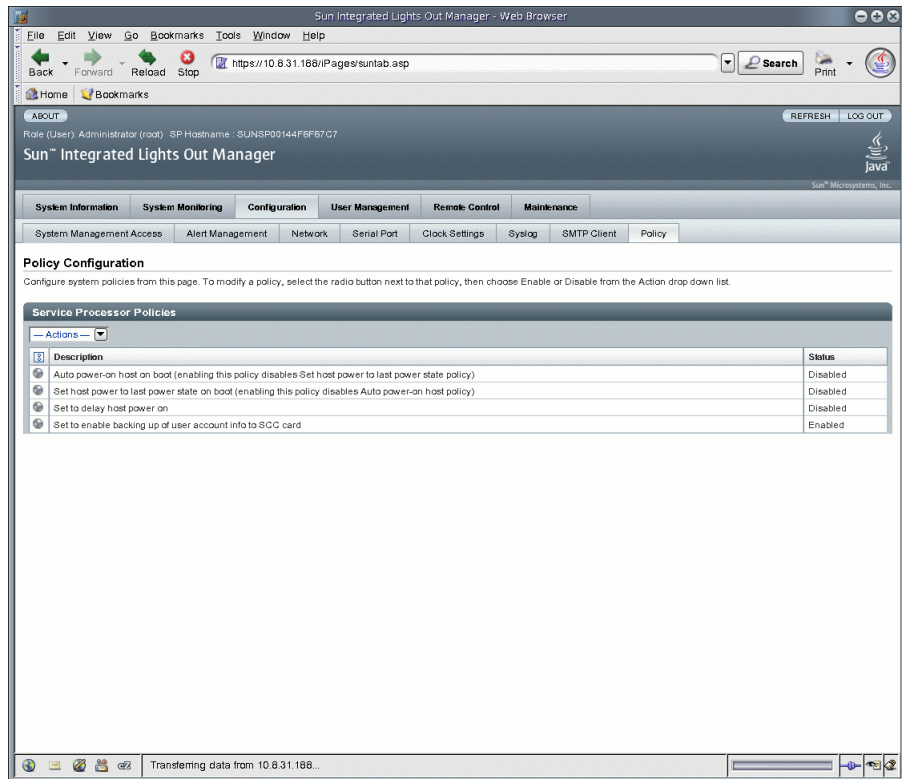 Sun Integrated Lights Out Manager - Web Browser
File Edit View Go Bookmarks Tools Window Help
Back Forward Reload Stop https://10.8.31.188/iPages/suntab.asp Search Print
Home Bookmarks
ABOUT REFRESH LOG OUT
Role (User): Administrator (root) SP Hostname : SUNSP00144F6F67C7
Sun™ Integrated Lights Out Manager
Java™
Sun™ Microsystems, Inc.
System Information System Monitoring Configuration User Management Remote Control Maintenance
System Management Access Alert Management Network Serial Port Clock Settings Syslog SMTP Client Policy
Policy Configuration
Configure system policies from this page. To modify a policy, select the radio button next to that policy, then choose Enable or Disable from the Action drop down list.
Service Processor Policies
— Actions —
Description Status
Auto power-on host on boot (enabling this policy disables Set host power to last power state policy) Disabled
Set host power to last power state on boot (enabling this policy disables Auto power-on host policy) Disabled
Set to delay host power on Disabled
Set to enable backing up of user account info to SCC card Enabled
Transferring data from 10.8.31.188...